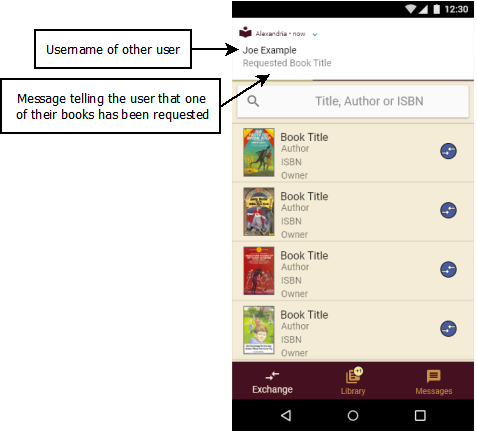 12:30
Alexandria • now
Username of other user
Joe Example
Requested Book Title
Message telling the user that one
of their books has been requested
Title, Author or ISBN
Book Title
Author
ISBN
Owner
Book Title
Author
ISBN
Owner
Book Title
Author
ISBN
Owner
Book Title
Author
ISBN
Owner
+1
Exchange
Library
Messages